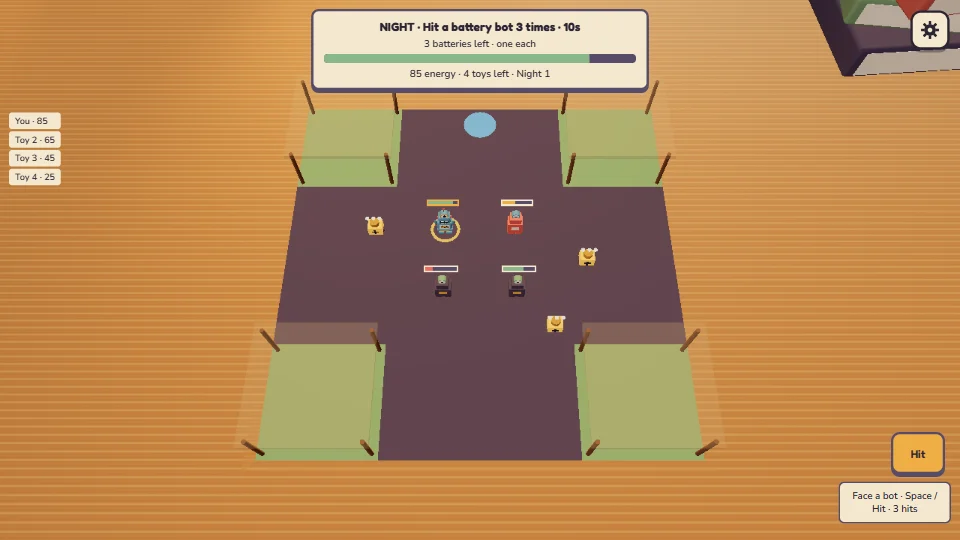 NIGHT · Hit a battery bot 3 times · 10s
3 batteries left · one each
85 energy · 4 toys left · Night 1
You · 85
Toy 2 · 65
Toy 3 · 45
Toy 4 · 25
Hit
Face a bot · Space /
Hit · 3 hits